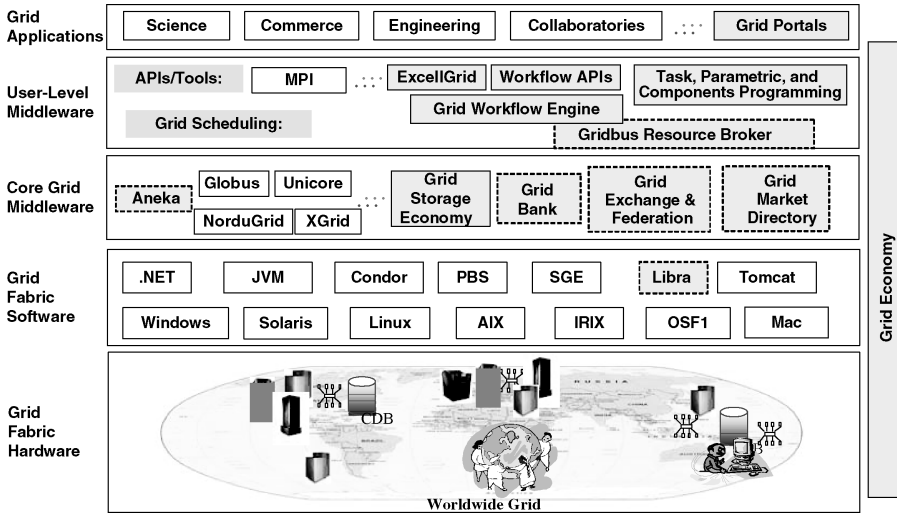 Grid
Applications
Science
Commerce
Engineering
Collaboratories
Grid Portals
User-Level
Middleware
APIs/Tools:
MPI
ExcellGrid
Workflow APIs
Task, Parametric, and
Components Programming
Grid Workflow Engine
Grid Scheduling:
Gridbus Resource Broker
Core Grid
Middleware
Aneka
Globus
Unicore
NorduGrid
XGrid
Grid
Storage
Economy
Grid
Bank
Grid
Exchange &
Federation
Grid
Market
Directory
Grid
Fabric
Software
.NET
JVM
Condor
PBS
SGE
Libra
Tomcat
Windows
Solaris
Linux
AIX
IRIX
OSF1
Mac
Grid
Fabric
Hardware
CDB
RUSSIA
Worldwide Grid
Grid Economy